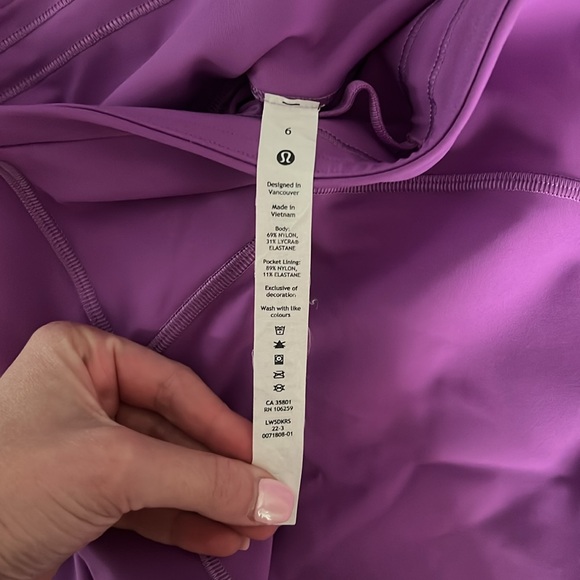 6
Designed in
Vancouver
Made in
Vietnam
Body:
69% NYLON,
31% LYCRA®
ELASTANE
Pocket Lining:
89% NYLON,
11% ELASTANE
Exclusive of
decoration
Wash with like
colours
CA 35801
RN 106259
LW5DKRS
22-3
0071808-01